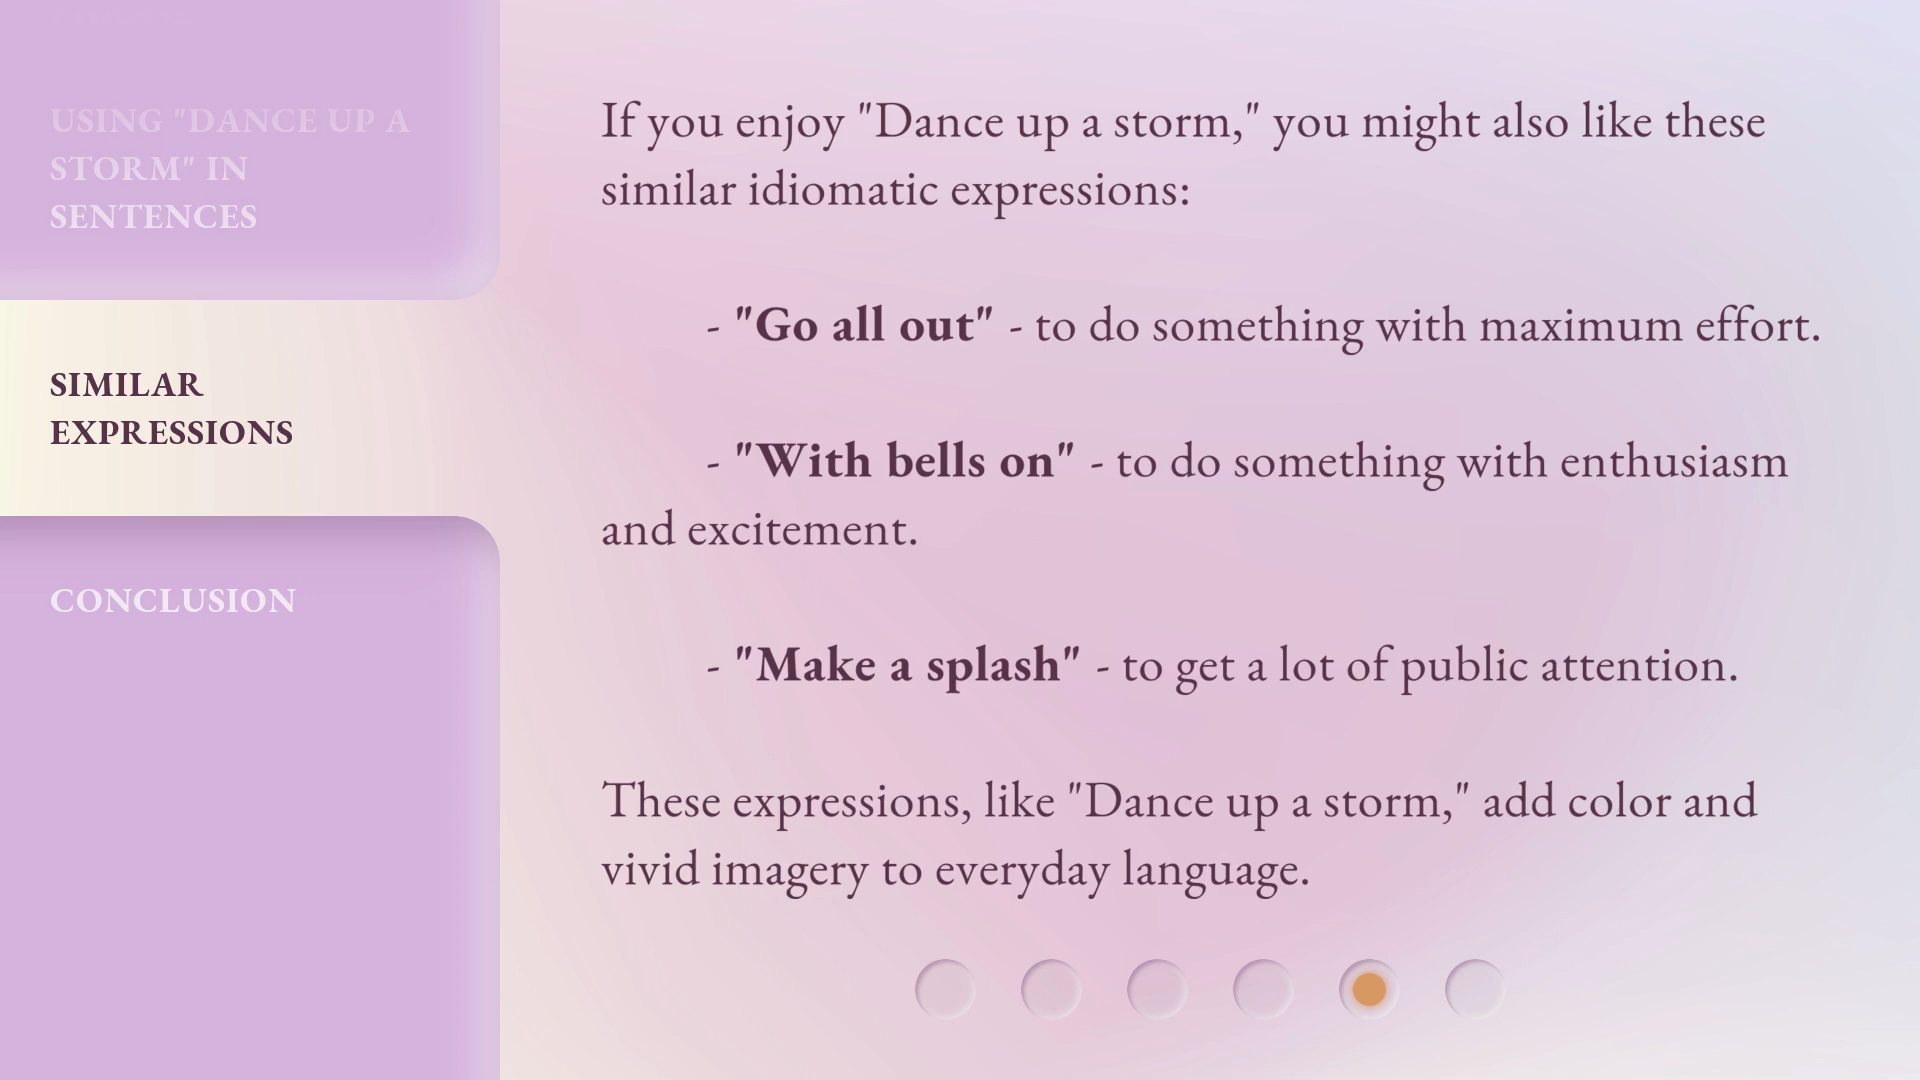 USING "DANCE UP A
STORM" IN
SENTENCES
SIMILAR
EXPRESSIONS
CONCLUSION
If you enjoy "Dance up a storm," you might also like these
similar idiomatic expressions:
- "Go all out" - to do something with maximum effort.
- "With bells on" - to do something with enthusiasm
and excitement.
- "Make a splash" - to get a lot of public attention.
These expressions, like "Dance up a storm," add color and
vivid imagery to everyday language.